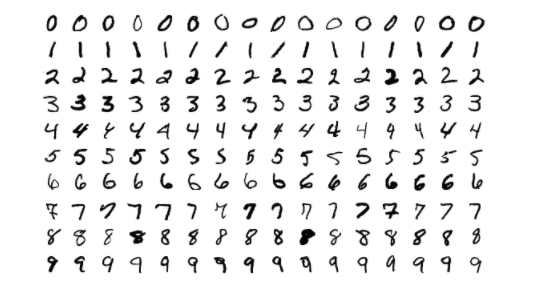 0 0 0 0 0 0 0 0 0 0 0 0 0 0 0 0
1 1 1 1 1 1 1 1 1 1 1 1 1 1 1 1
2 2 2 2 2 2 2 2 2 2 2 2 2 2 2 2
3 3 3 3 3 3 3 3 3 3 3 3 3 3 3 3
4 4 4 4 4 4 4 4 4 4 4 4 4 4 4 4
5 5 5 5 5 5 5 5 5 5 5 5 5 5 5 5
6 6 6 6 6 6 6 6 6 6 6 6 6 6 6 6
7 7 7 7 7 7 7 7 7 7 7 7 7 7 7 7
8 8 8 8 8 8 8 8 8 8 8 8 8 8 8 8
9 9 9 9 9 9 9 9 9 9 9 9 9 9 9 9